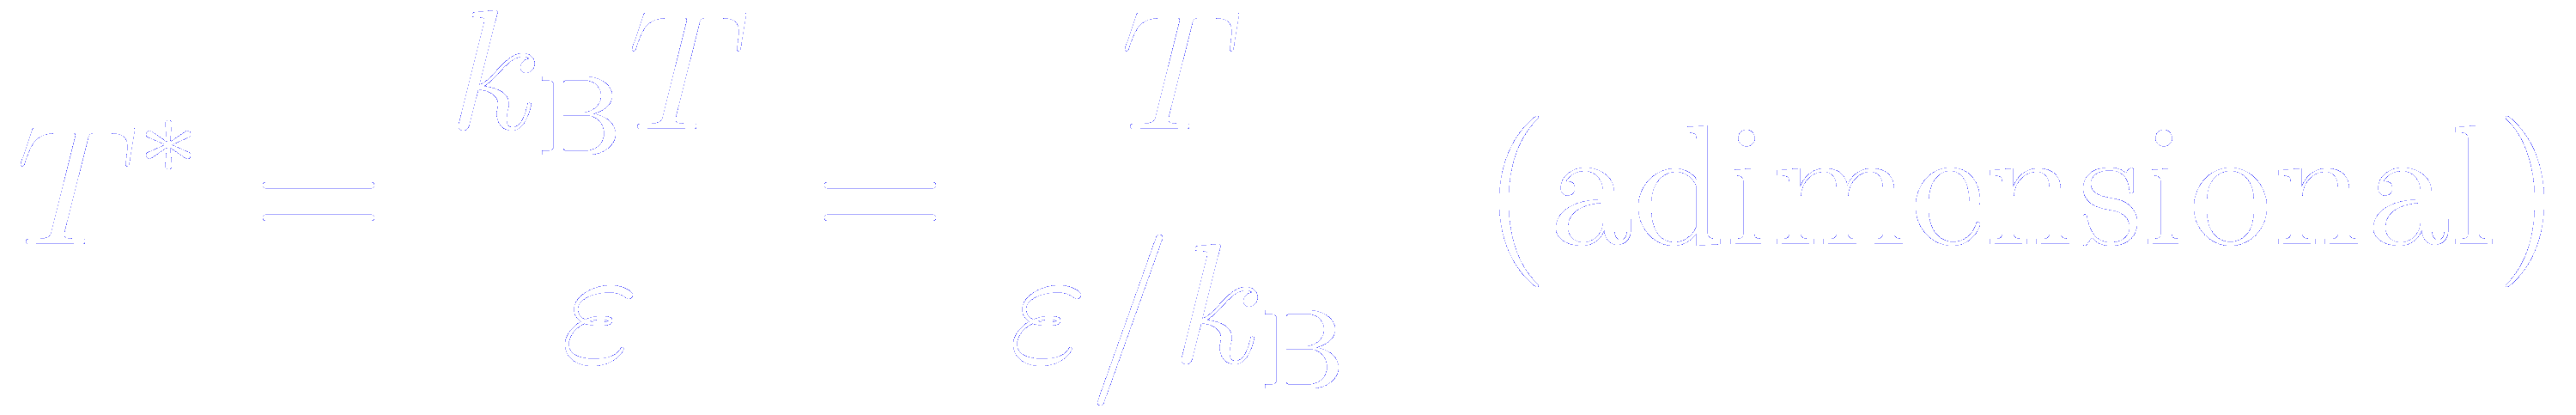 T* = k_B T / ε = T / (ε/k_B) (adimensional)